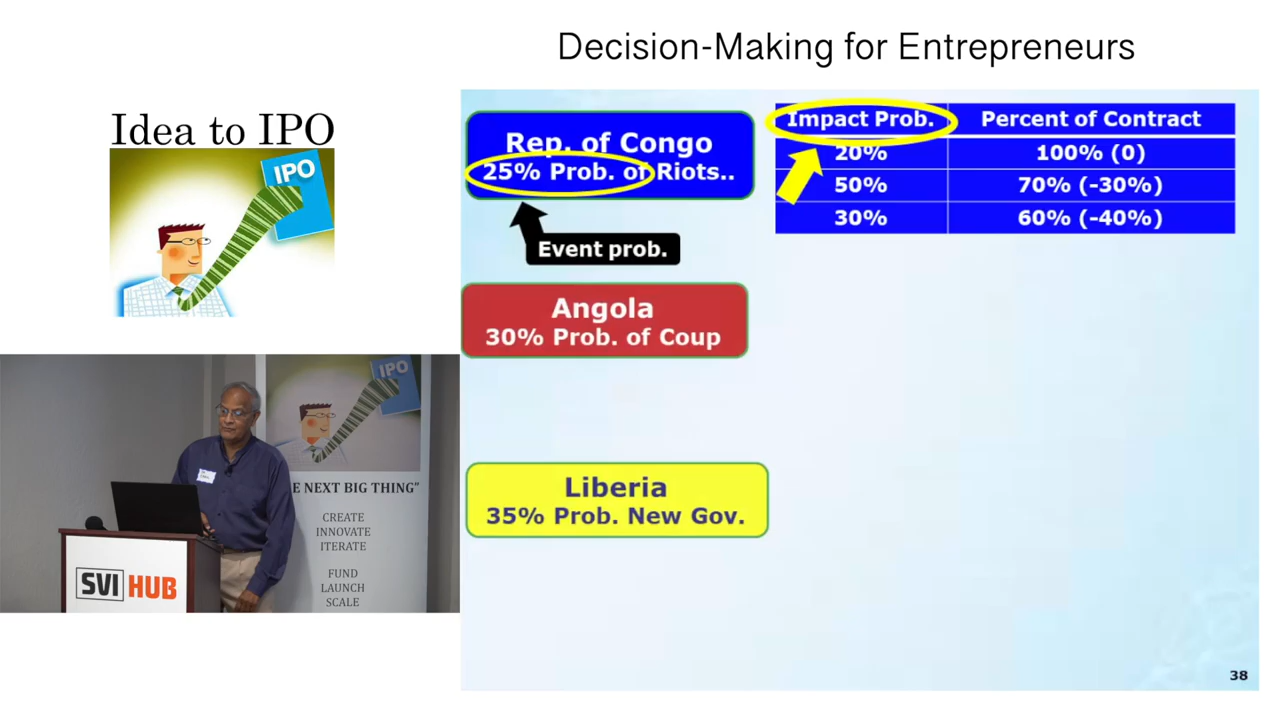 Decision-Making for Entrepreneurs
Idea to IPO
IPO
Rep. of Congo
25% Prob. of Riots..
Event prob.
Impact Prob. Percent of Contract
20% 100% (0)
50% 70% (-30%)
30% 60% (-40%)
Angola
30% Prob. of Coup
Liberia
35% Prob. New Gov.
38
IPO
E NEXT BIG THING"
CREATE
INNOVATE
ITERATE
FUND
LAUNCH
SCALE
SVI HUB